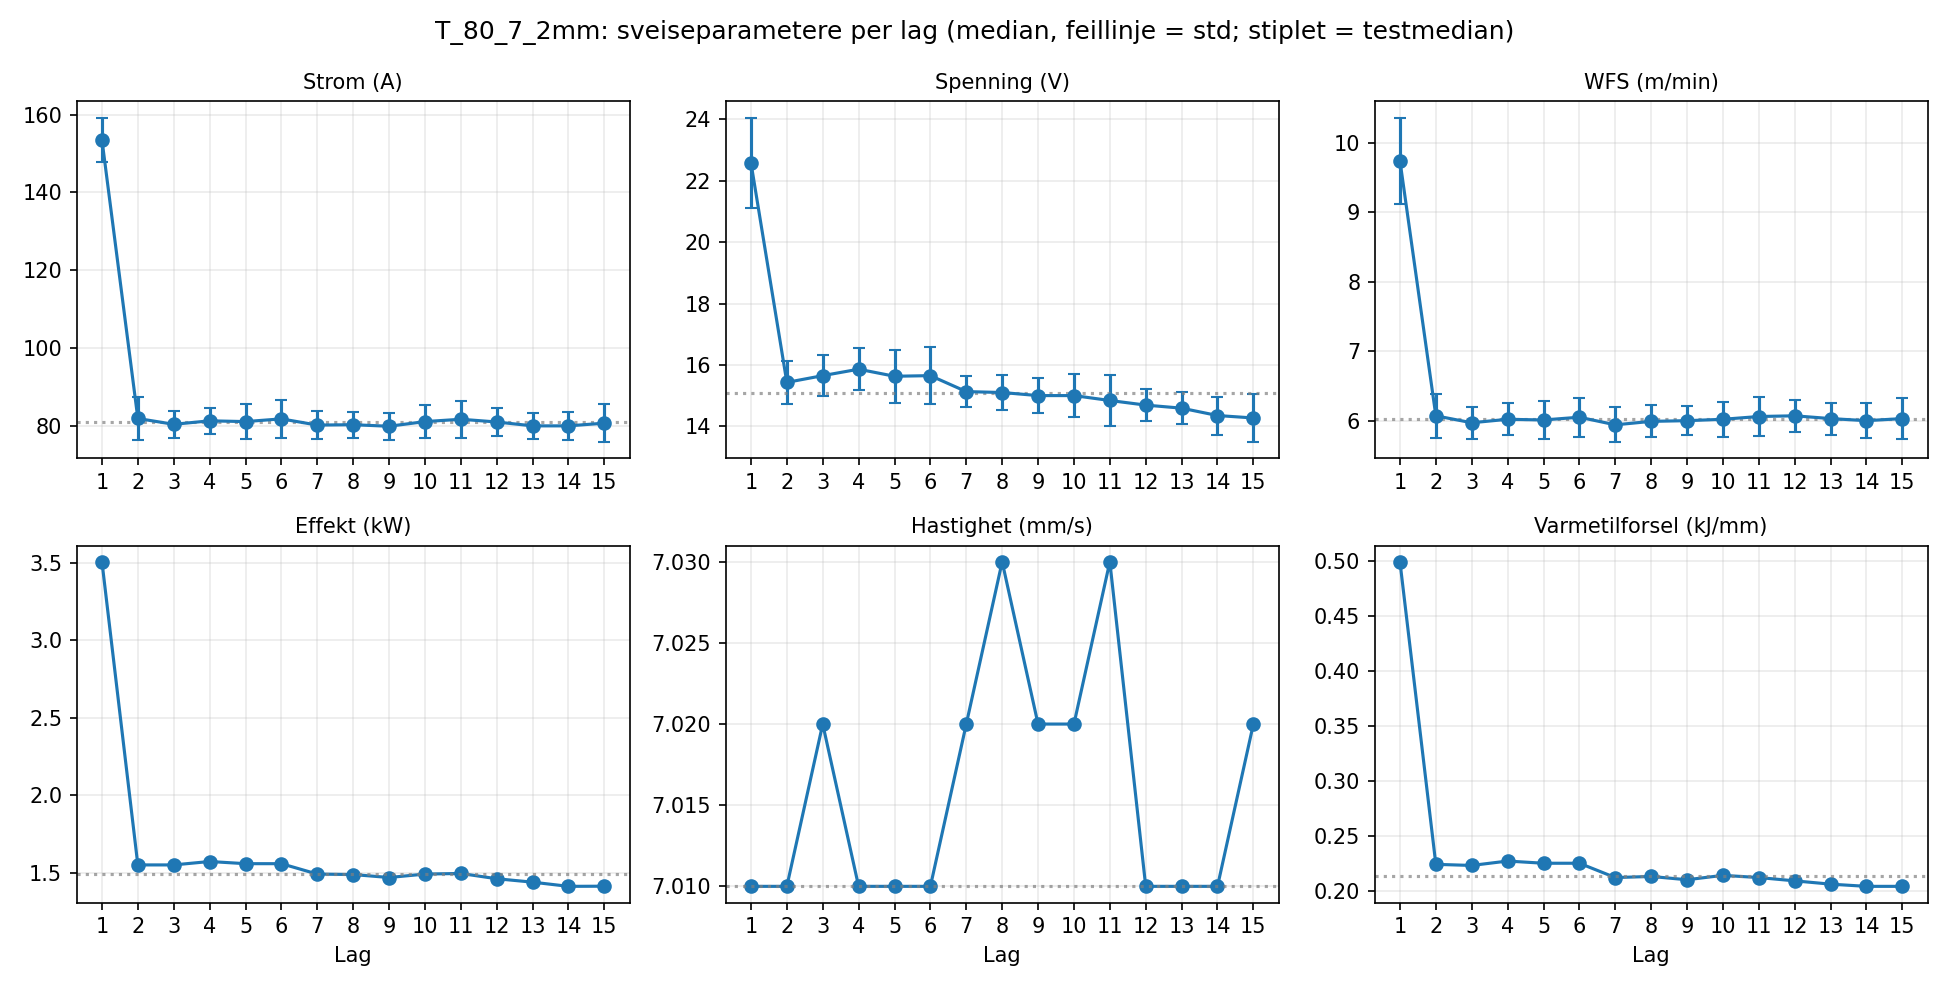 T_80_7_2mm: sveiseparametere per lag (median, feillinje = std; stiplet = testmedian)
Strom (A)
160
140
120
100
80
1 2 3 4 5 6 7 8 9 10 11 12 13 14 15
Spenning (V)
24
22
20
18
16
14
1 2 3 4 5 6 7 8 9 10 11 12 13 14 15
WFS (m/min)
10
9
8
7
6
1 2 3 4 5 6 7 8 9 10 11 12 13 14 15
Effekt (kW)
3.5
3.0
2.5
2.0
1.5
1 2 3 4 5 6 7 8 9 10 11 12 13 14 15
Lag
Hastighet (mm/s)
7.030
7.025
7.020
7.015
7.010
1 2 3 4 5 6 7 8 9 10 11 12 13 14 15
Lag
Varmetilforsel (kJ/mm)
0.50
0.45
0.40
0.35
0.30
0.25
0.20
1 2 3 4 5 6 7 8 9 10 11 12 13 14 15
Lag